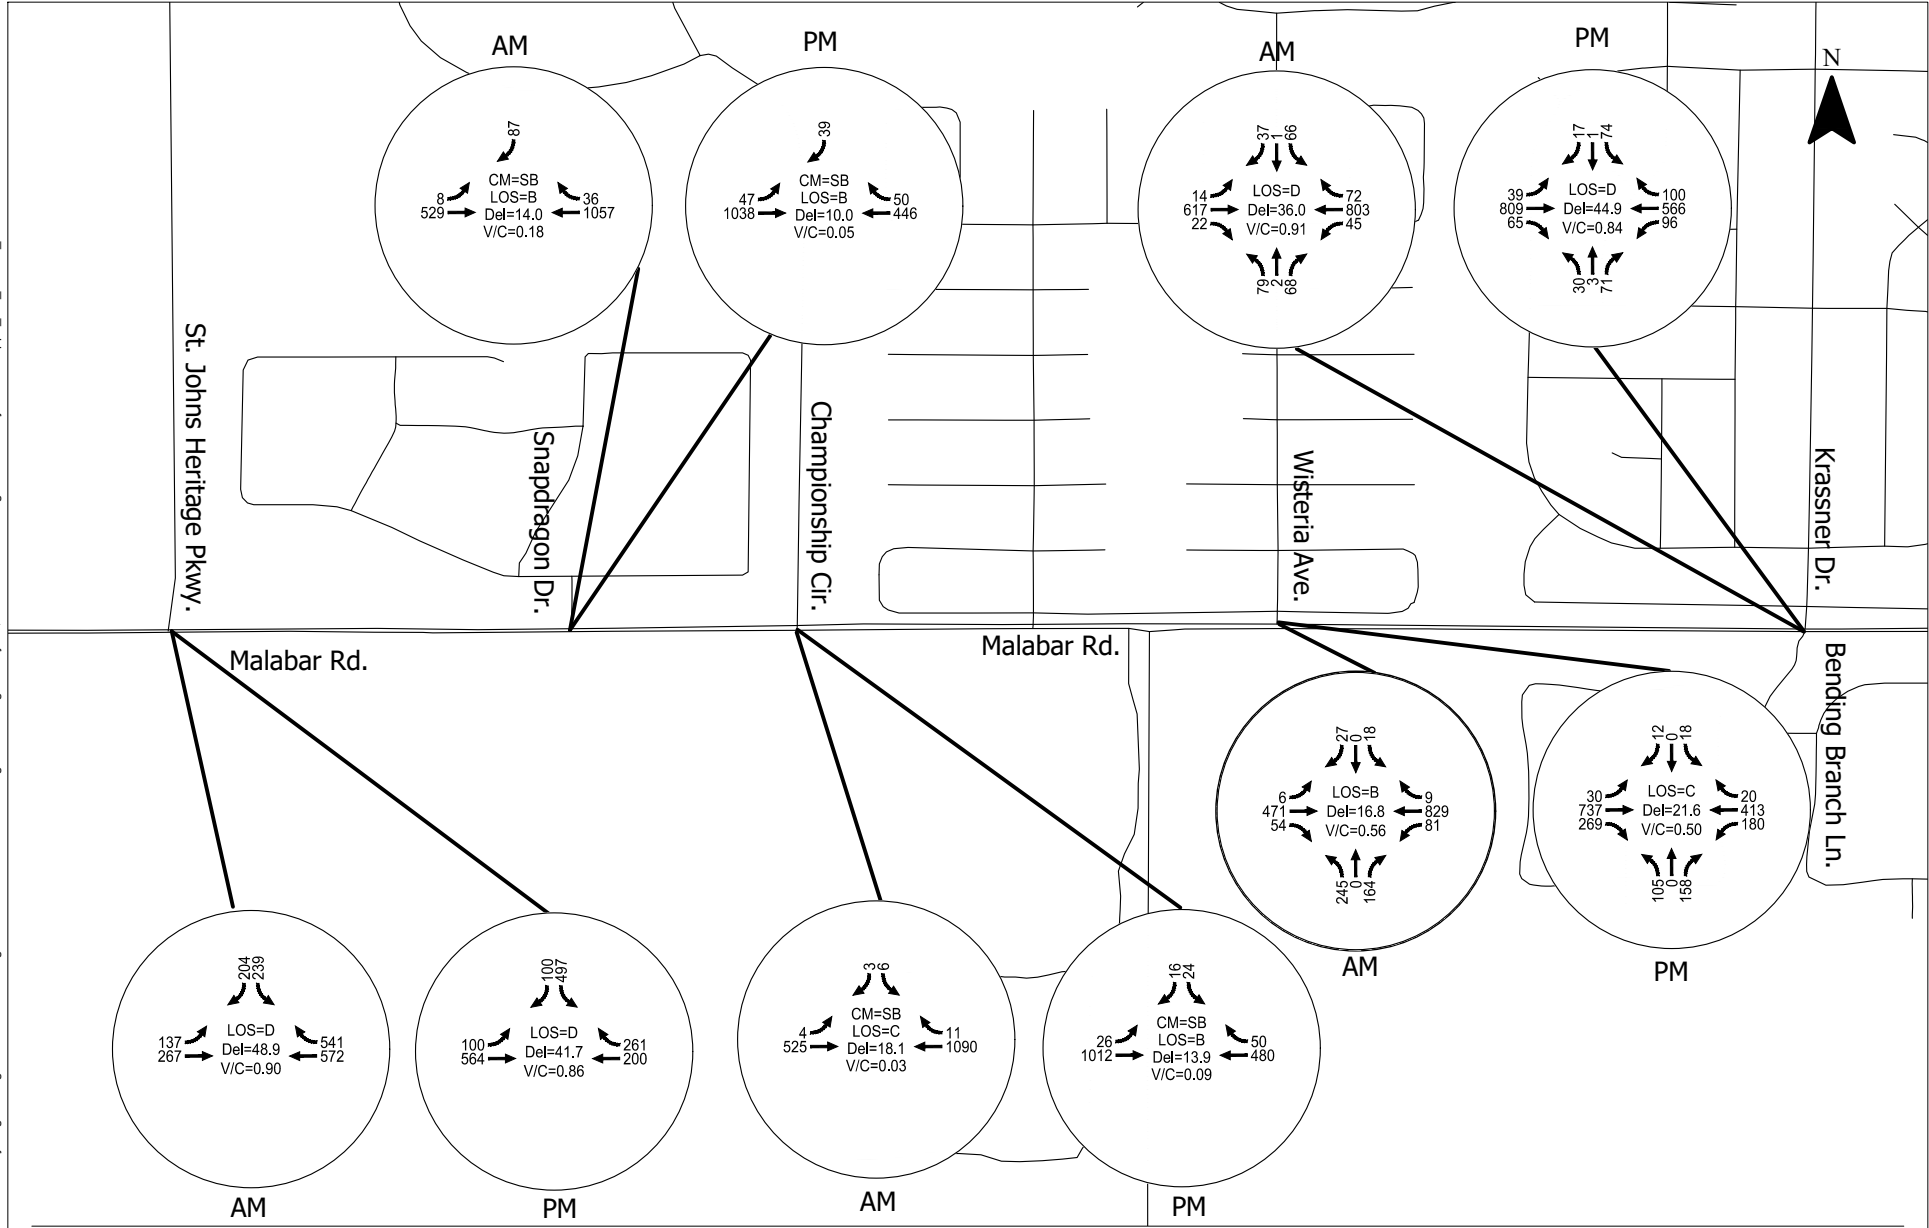 AM
PM
AM
PM
N
87
8
529
CM=SB
LOS=B
Del=14.0
V/C=0.18
36
1057
39
47
1038
CM=SB
LOS=B
Del=10.0
V/C=0.05
50
446
37 1 66
14
617
22
LOS=D
Del=36.0
V/C=0.91
72
803
45
79 2 68
17 1 74
39
809
65
LOS=D
Del=44.9
V/C=0.84
100
566
96
30 3 71
St. Johns Heritage Pkwy.
Snapdragon Dr.
Championship Cir.
Wisteria Ave.
Krassner Dr.
Malabar Rd.
Malabar Rd.
Bending Branch Ln.
27 0 18
6
471
54
LOS=B
Del=16.8
V/C=0.56
9
829
81
245 0 164
AM
12 0 18
30
737
269
LOS=C
Del=21.6
V/C=0.50
20
413
180
105 0 158
PM
204 239
137
267
LOS=D
Del=48.9
V/C=0.90
541
572
AM
100 497
100
564
LOS=D
Del=41.7
V/C=0.86
261
200
PM
3 6
4
525
CM=SB
LOS=C
Del=18.1
V/C=0.03
11
1090
AM
16 24
26
1012
CM=SB
LOS=B
Del=13.9
V/C=0.09
50
480
PM